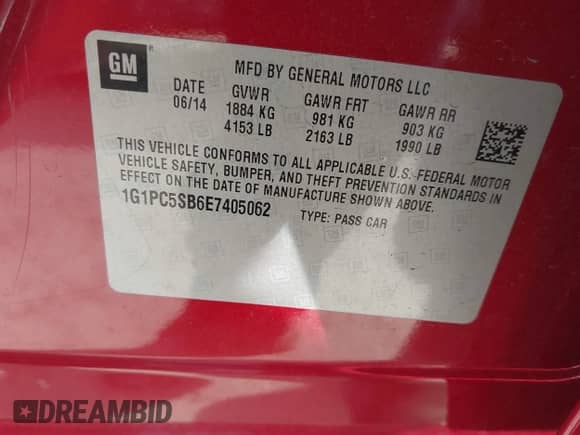 GM
MFD BY GENERAL MOTORS LLC
DATE GVWR GAWR FRT GAWR RR
06/14 1884 KG 981 KG 903 KG
4153 LB 2163 LB 1990 LB
THIS VEHICLE CONFORMS TO ALL APPLICABLE U.S. FEDERAL MOTOR
VEHICLE SAFETY, BUMPER, AND THEFT PREVENTION STANDARDS IN
EFFECT ON THE DATE OF MANUFACTURE SHOWN ABOVE.
1G1PC5SB6E7405062 TYPE: PASS CAR
DREAMBID